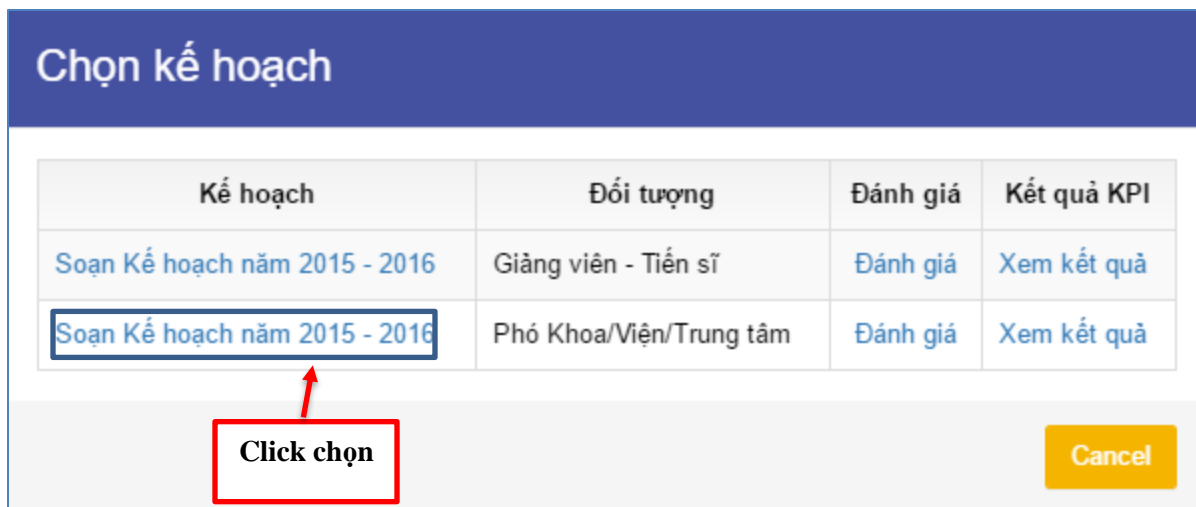 Chọn kế hoạch
Kế hoạch Đối tượng Đánh giá Kết quả KPI
Soạn Kế hoạch năm 2015 - 2016 Giảng viên - Tiến sĩ Đánh giá Xem kết quả
Soạn Kế hoạch năm 2015 - 2016 Phó Khoa/Viện/Trung tâm Đánh giá Xem kết quả
Click chọn
Cancel